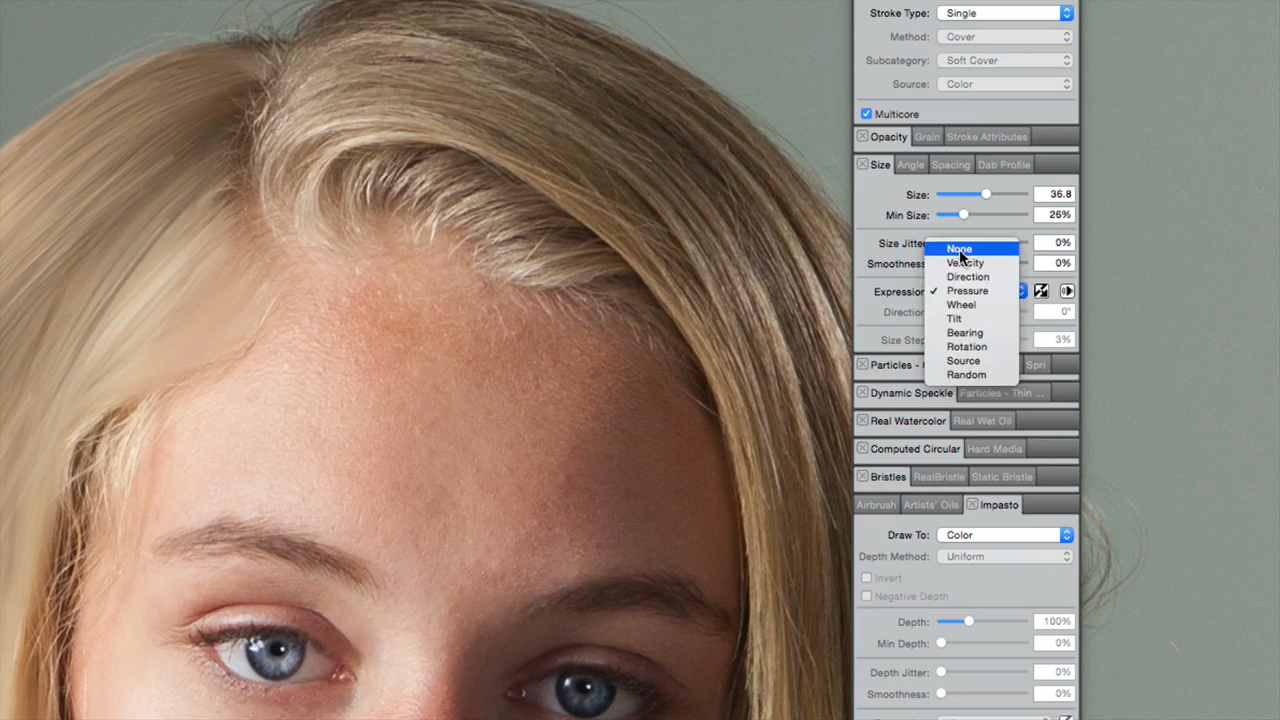 Stroke Type: Single
Method: Cover
Subcategory: Soft Cover
Source: Color
Multicore
Opacity Grain Stroke Attributes
Size Angle Spacing Dab Profile
Size: 36.8
Min Size: 26%
Size Jitter 0%
Smoothness 0%
None
Velocity
Direction
Pressure
Wheel
Tilt
Bearing
Rotation
Source
Random
Expression
Direction 0°
Size Step 3%
Particles - Spri
Dynamic Speckle Particles - Thin ...
Real Watercolor Real Wet Oil
Computed Circular Hard Media
Bristles RealBristle Static Bristle
Airbrush Artists' Oils Impasto
Draw To: Color
Depth Method: Uniform
Invert
Negative Depth
Depth: 100%
Min Depth: 0%
Depth Jitter: 0%
Smoothness: 0%